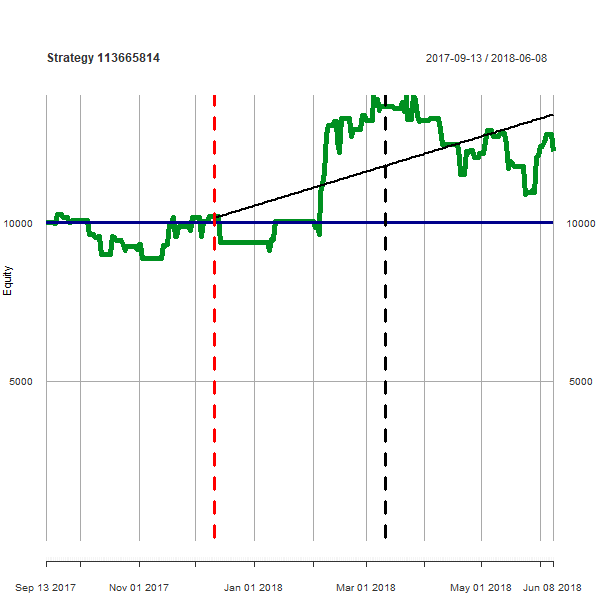 Strategy 113665814
2017-09-13 / 2018-06-08
10000
10000
Equity
5000
5000
Sep 13 2017
Nov 01 2017
Jan 01 2018
Mar 01 2018
May 01 2018
Jun 08 2018